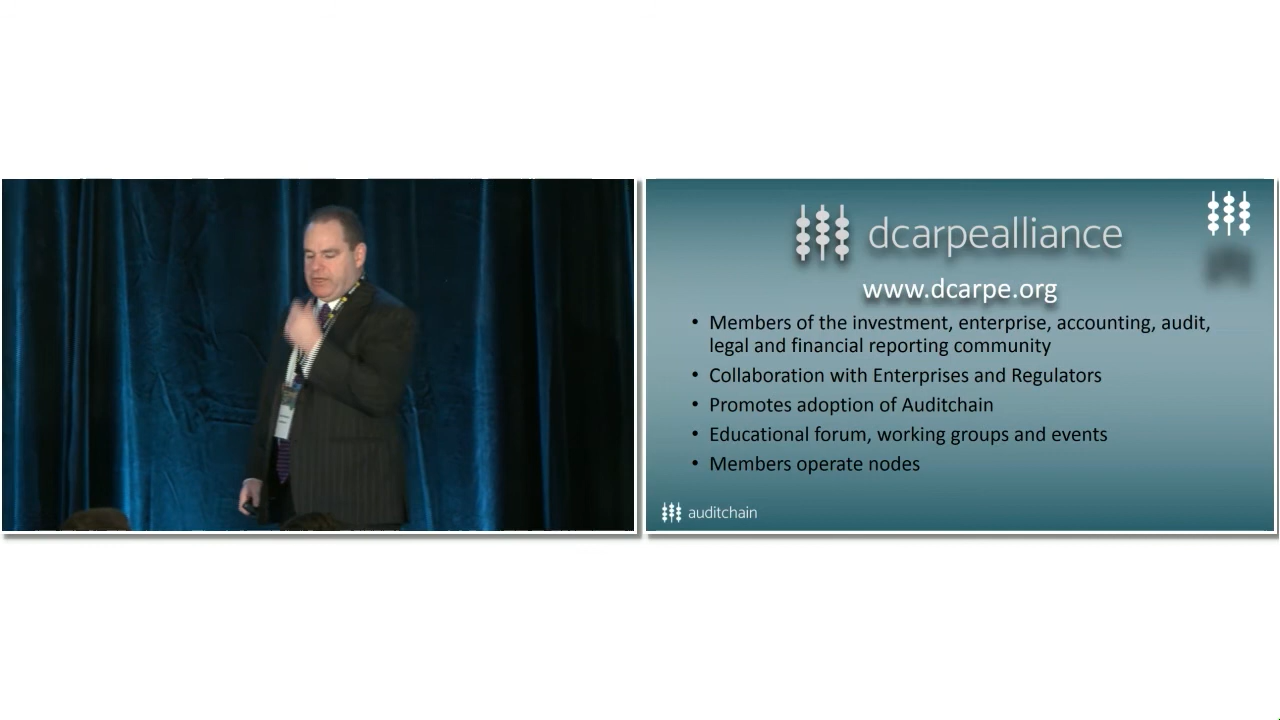 dcarpealliance
www.dcarpe.org
• Members of the investment, enterprise, accounting, audit,
legal and financial reporting community
• Collaboration with Enterprises and Regulators
• Promotes adoption of Auditchain
• Educational forum, working groups and events
• Members operate nodes
auditchain